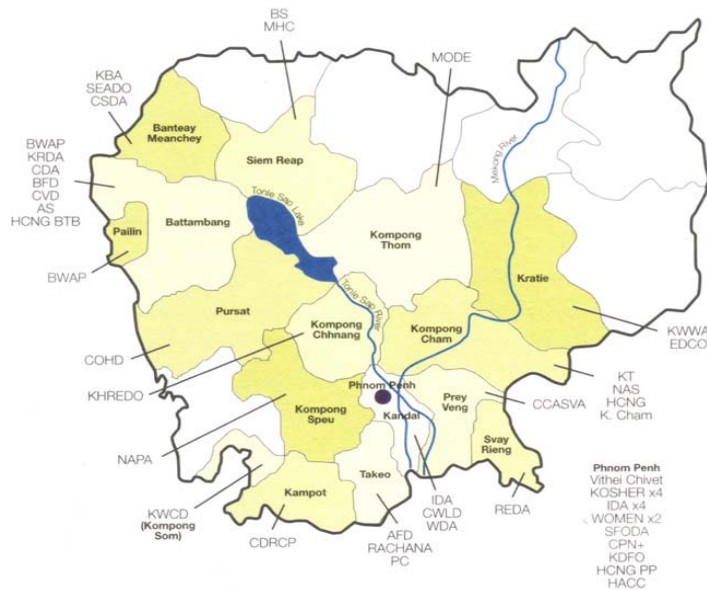 BS
MHC
MODE
KBA
SEADO
CSDA
Banteay
Meanchey
Siem Reap
Mekong River
BWAP
KRDA
CDA
BFD
CVD
AS
HCNG BTB
Tonle Sap Lake
Pailin
Battambang
Kompong
Thom
BWAP
Kratie
Pursat
Tonle Sap River
Kompong
Chhnang
Kompong
Cham
KWWA
EDCO
COHD
KT
NAS
HCNG
K. Cham
KHREDO
Phnom Penh
Kandal
Prey
Veng
CCASVA
Kompong
Speu
Svay
Rieng
NAPA
Takeo
Kampot
KWCD
(Kompong
Som)
CDRCP
AFD
RACHANA
PC
IDA
CWLD
WDA
REDA
Phnom Penh
Vithei Chivet
KOSHER x4
IDA x4
WOMEN x2
SFODA
CPN+
KDFO
HCNG PP
HACC